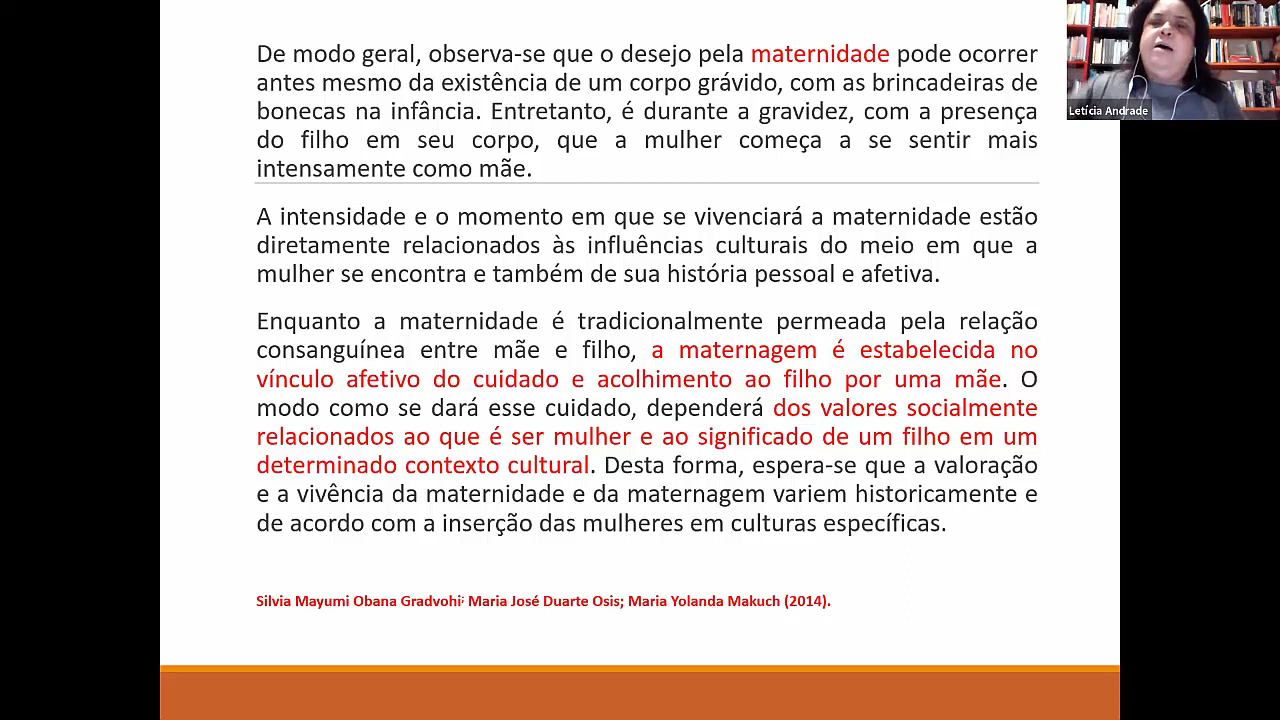 De modo geral, observa-se que o desejo pela maternidade pode ocorrer
antes mesmo da existência de um corpo grávido, com as brincadeiras de
bonecas na infância. Entretanto, é durante a gravidez, com a presença
do filho em seu corpo, que a mulher começa a se sentir mais
intensamente como mãe.
A intensidade e o momento em que se vivenciará a maternidade estão
diretamente relacionados às influências culturais do meio em que a
mulher se encontra e também de sua história pessoal e afetiva.
Enquanto a maternidade é tradicionalmente permeada pela relação
consanguínea entre mãe e filho, a maternagem é estabelecida no
vínculo afetivo do cuidado e acolhimento ao filho por uma mãe. O
modo como se dará esse cuidado, dependerá dos valores socialmente
relacionados ao que é ser mulher e ao significado de um filho em um
determinado contexto cultural. Desta forma, espera-se que a valoração
e a vivência da maternidade e da maternagem variem historicamente e
de acordo com a inserção das mulheres em culturas específicas.
Silvia Mayumi Obana Gradvohl; Maria José Duarte Osis; Maria Yolanda Makuch (2014).
Letícia Andrade